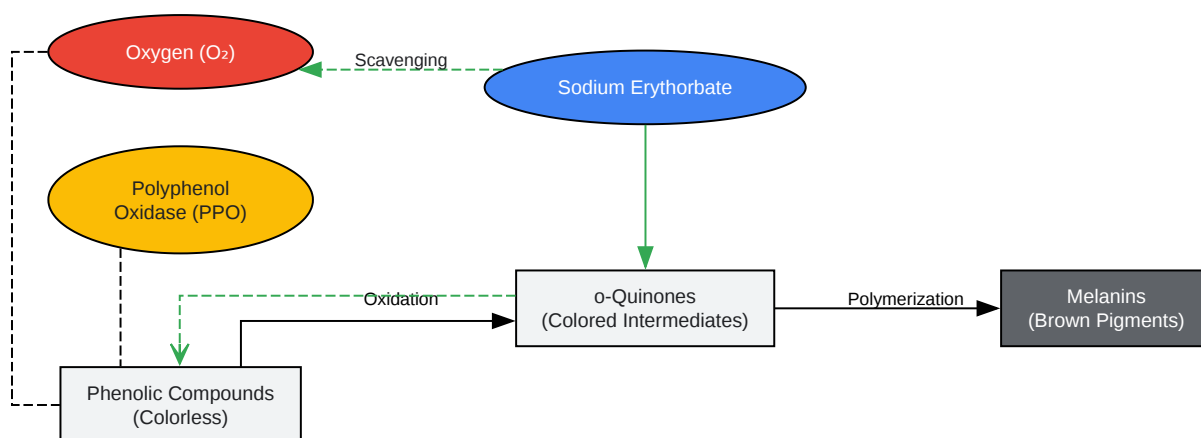 Oxygen (O₂)
Scavenging
Sodium Erythorbate
Polyphenol
Oxidase (PPO)
Oxidation
o-Quinones
(Colored Intermediates)
Polymerization
Melanins
(Brown Pigments)
Phenolic Compounds
(Colorless)